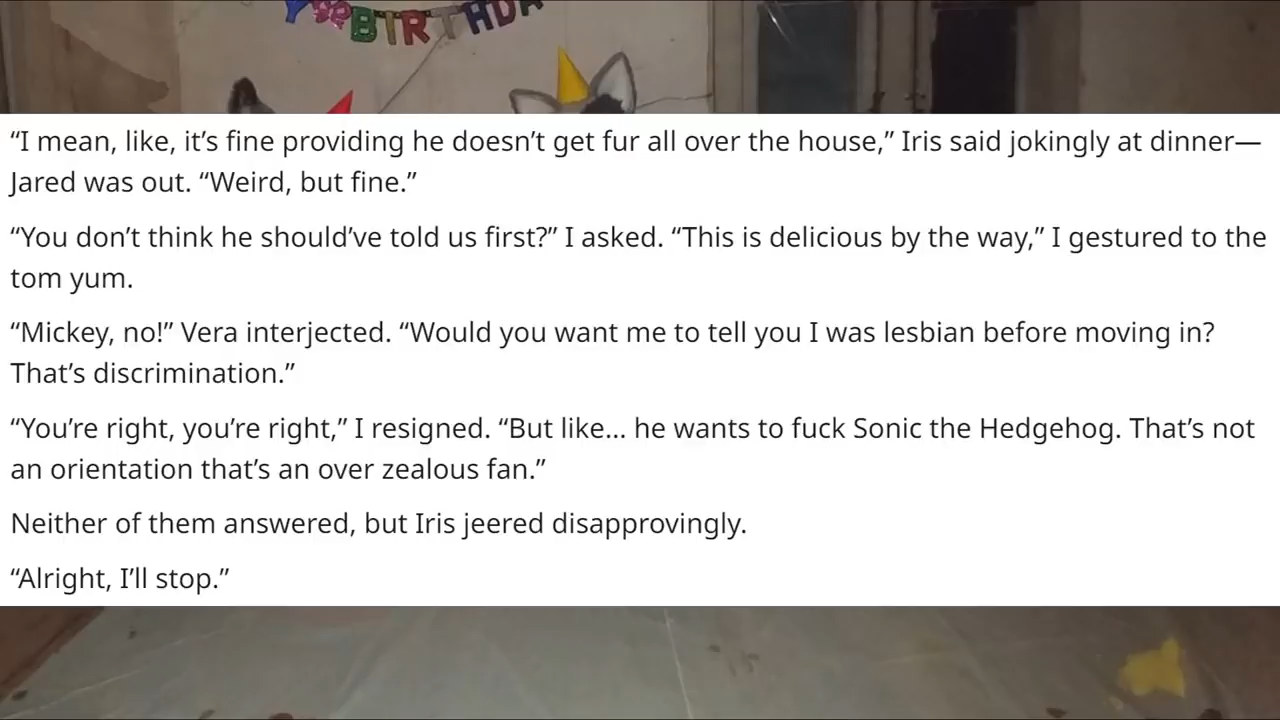 BIRTHDA
“I mean, like, it’s fine providing he doesn’t get fur all over the house,” Iris said jokingly at dinner—
Jared was out. “Weird, but fine.”
“You don’t think he should’ve told us first?” I asked. “This is delicious by the way,” I gestured to the
tom yum.
“Mickey, no!” Vera interjected. “Would you want me to tell you I was lesbian before moving in?
That’s discrimination.”
“You’re right, you’re right,” I resigned. “But like... he wants to fuck Sonic the Hedgehog. That’s not
an orientation that’s an over zealous fan.”
Neither of them answered, but Iris jeered disapprovingly.
“Alright, I’ll stop.”